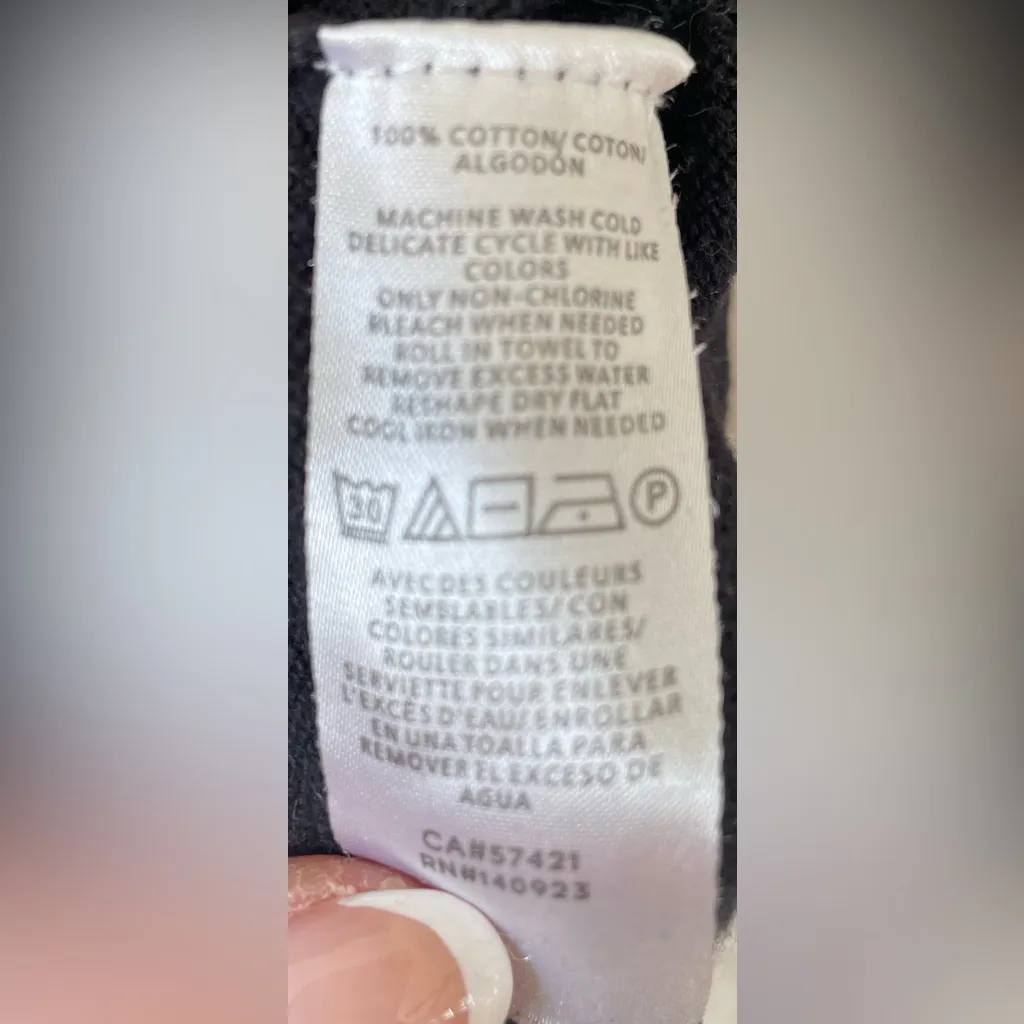 100% COTTON/ COTON/
ALGODÓN
MACHINE WASH COLD
DELICATE CYCLE WITH LIKE
COLORS
ONLY NON-CHLORINE
BLEACH WHEN NEEDED
ROLL IN TOWEL TO
REMOVE EXCESS WATER
RESHAPE DRY FLAT
COOL IRON WHEN NEEDED
30 P
AVEC DES COULEURS
SEMBLABLES/ CON
COLORES SIMILARES/
ROULER DANS UNE
SERVIETTE POUR ENLEVER
L'EXCÈS D'EAU/ ENROLLAR
EN UNA TOALLA PARA
REMOVER EL EXCESO DE
AGUA
CA#57421
RN#140923